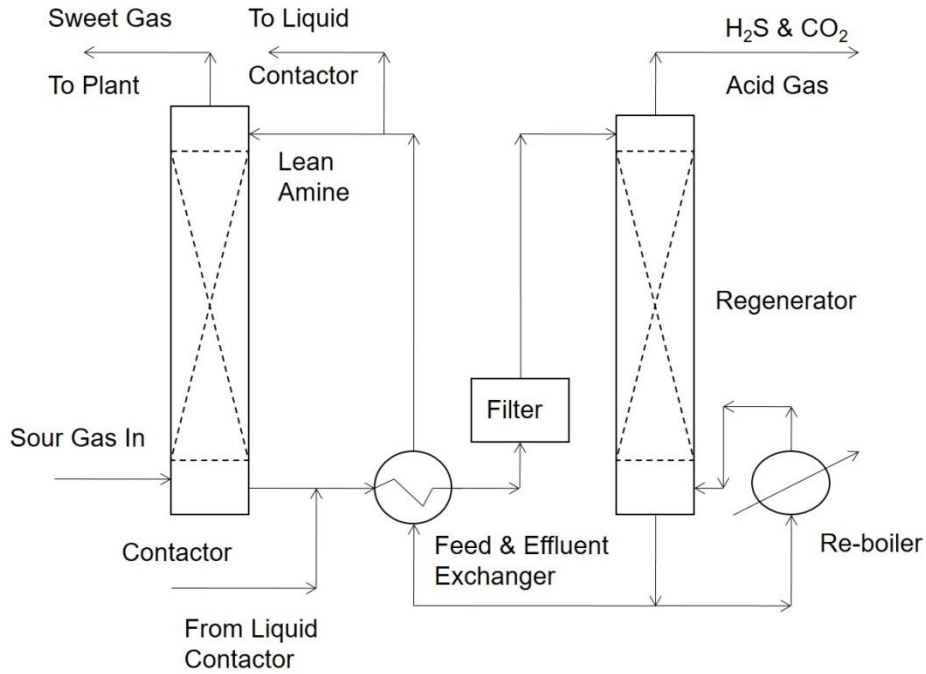 Sweet Gas
To Plant
To Liquid
Contactor
H₂S & CO₂
Acid Gas
Lean
Amine
Regenerator
Filter
Sour Gas In
Contactor
Feed & Effluent
Exchanger
Re-boiler
From Liquid
Contactor